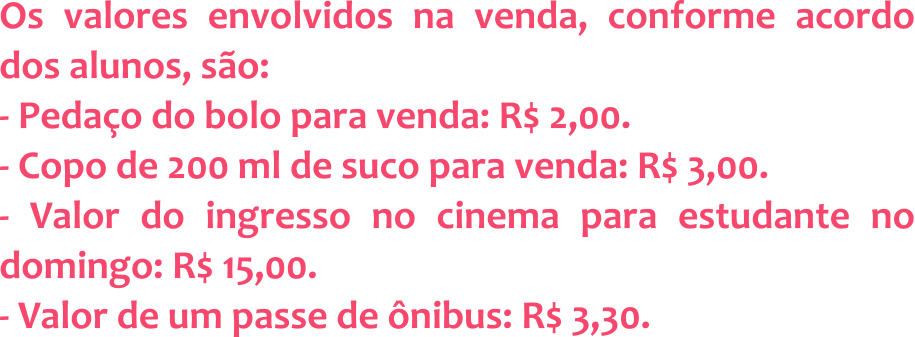 Os valores envolvidos na venda, conforme acordo
dos alunos, são:
- Pedaço do bolo para venda: R$ 2,00.
- Copo de 200 ml de suco para venda: R$ 3,00.
- Valor do ingresso no cinema para estudante no
domingo: R$ 15,00.
- Valor de um passe de ônibus: R$ 3,30.